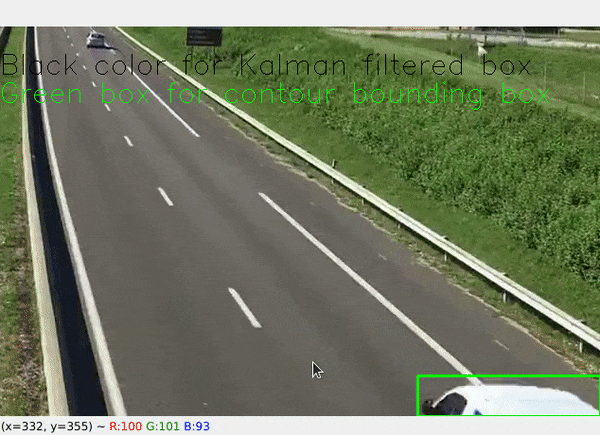 Black color for Kalman filtered box
Green box for contour bounding box
(x=332, y=355) ~ R:100 G:101 B:93